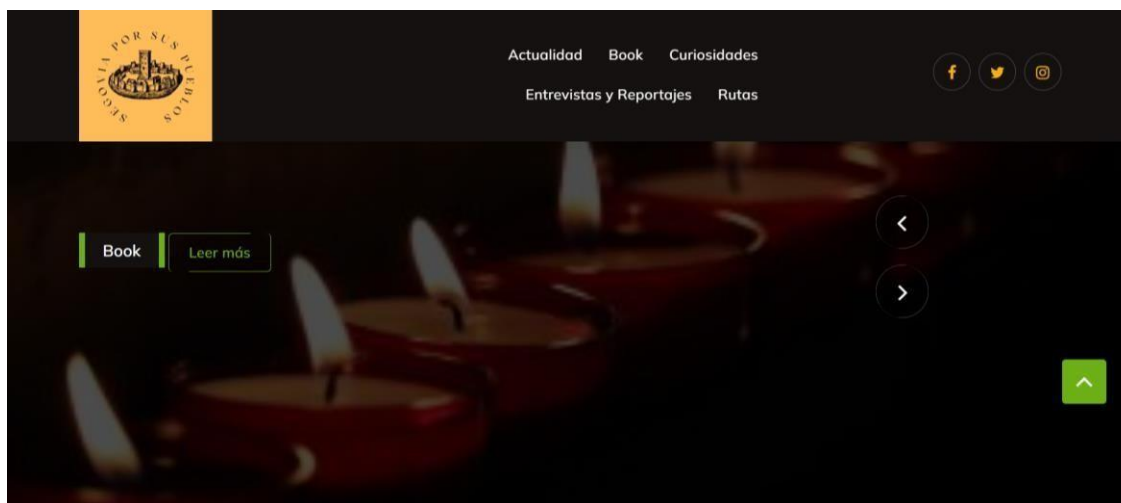 SEGOVIA POR SUS PUEBLOS
Actualidad Book Curiosidades
Entrevistas y Reportajes Rutas
Book Leer más